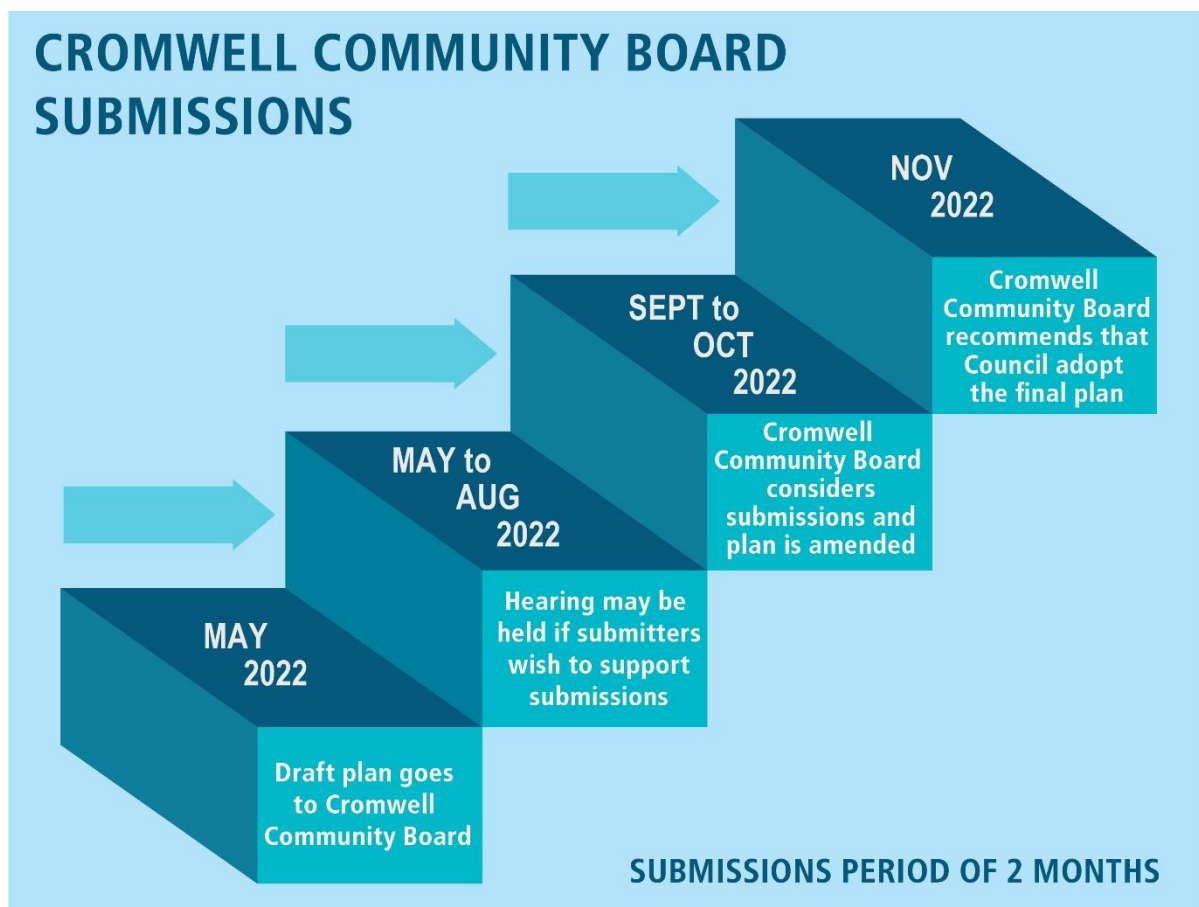 CROMWELL COMMUNITY BOARD
SUBMISSIONS
MAY
2022
Draft plan goes
to Cromwell
Community Board
MAY to
AUG
2022
Hearing may be
held if submitters
wish to support
submissions
SEPT to
OCT
2022
Cromwell
Community Board
considers
submissions and
plan is amended
NOV
2022
Cromwell
Community Board
recommends that
Council adopt
the final plan
SUBMISSIONS PERIOD OF 2 MONTHS